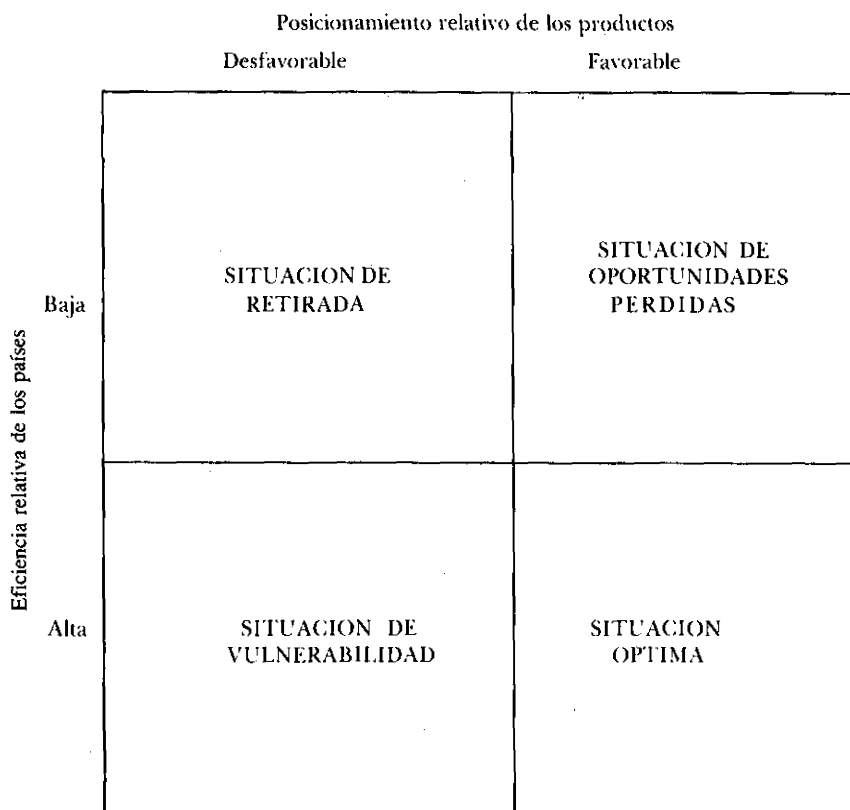 Posicionamiento relativo de los productos
Desfavorable Favorable
SITUACION DE
RETIRADA
SITUACION DE
OPORTUNIDADES
PERDIDAS
Baja
Eficiencia relativa de los países
Alta
SITUACION DE
VULNERABILIDAD
SITUACION
OPTIMA